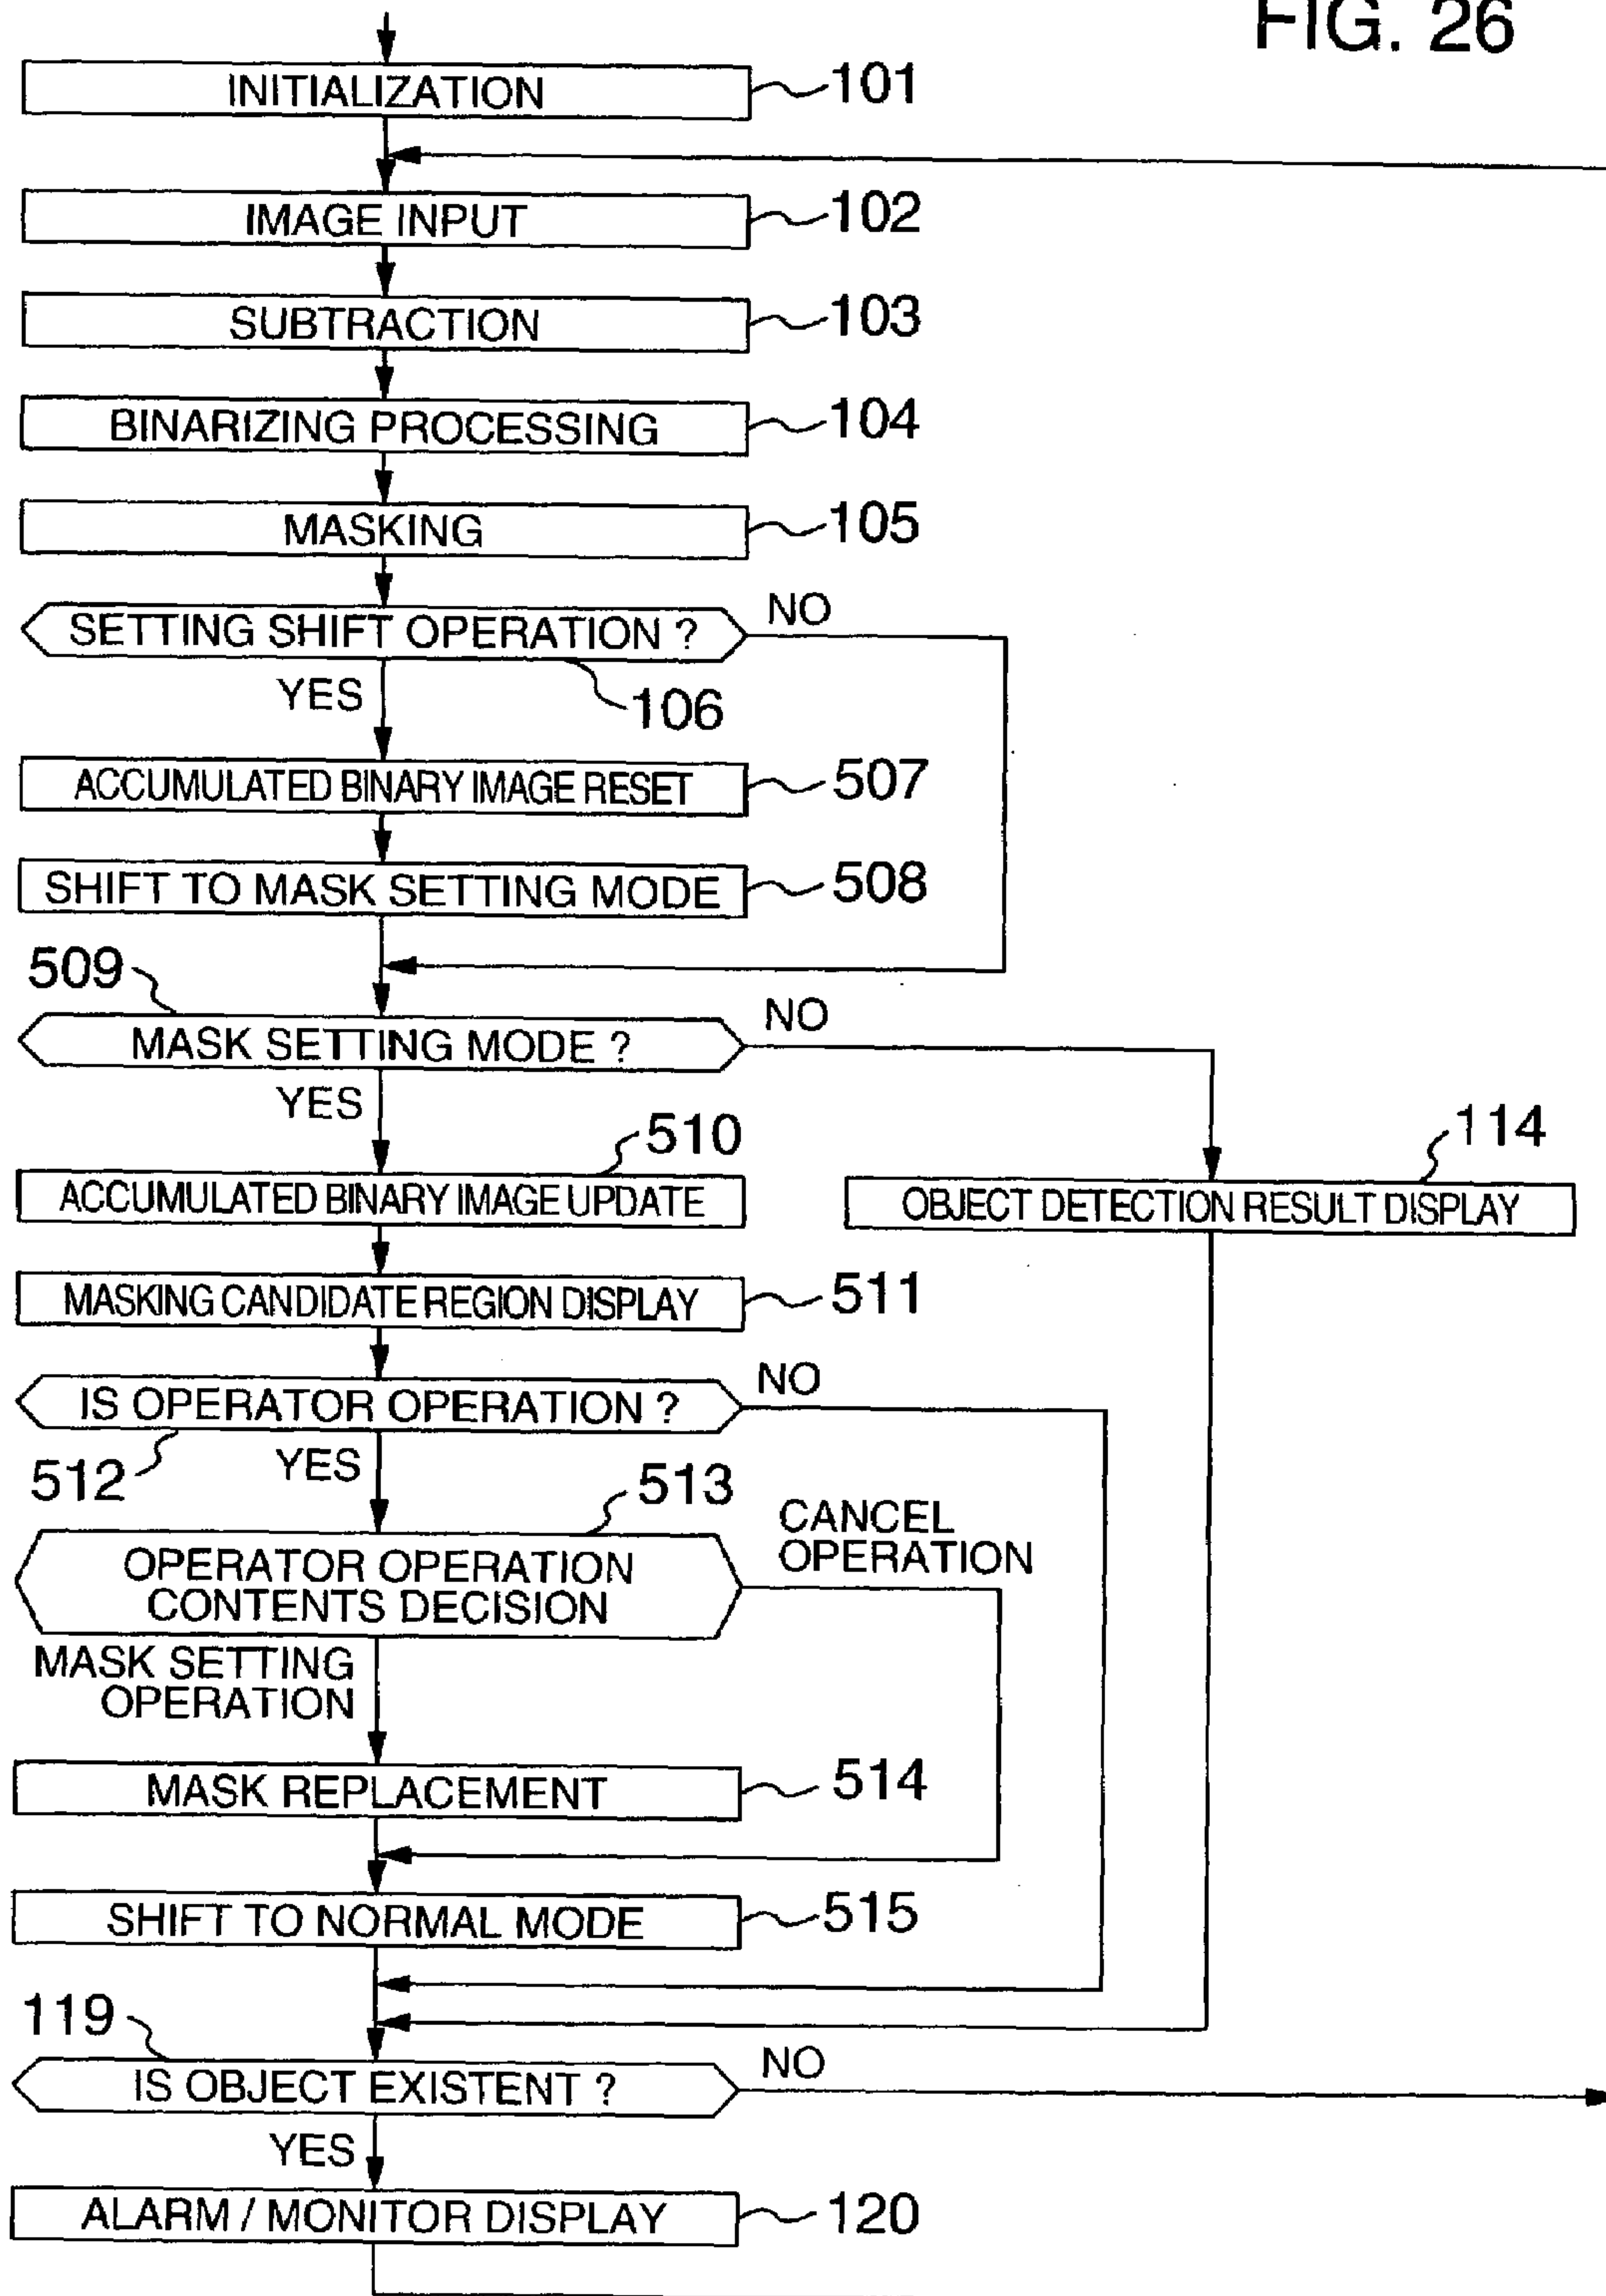 FIG. 26
INITIALIZATION 101
IMAGE INPUT 102
SUBTRACTION 103
BINARIZING PROCESSING 104
MASKING 105
SETTING SHIFT OPERATION ? NO
YES 106
ACCUMULATED BINARY IMAGE RESET 507
SHIFT TO MASK SETTING MODE 508
509
MASK SETTING MODE ? NO
YES
510
114
ACCUMULATED BINARY IMAGE UPDATE
OBJECT DETECTION RESULT DISPLAY
MASKING CANDIDATE REGION DISPLAY 511
IS OPERATOR OPERATION ? NO
512 YES
513
CANCEL
OPERATION
OPERATOR OPERATION
CONTENTS DECISION
MASK SETTING
OPERATION
MASK REPLACEMENT 514
SHIFT TO NORMAL MODE 515
119
IS OBJECT EXISTENT ? NO
YES
ALARM / MONITOR DISPLAY 120